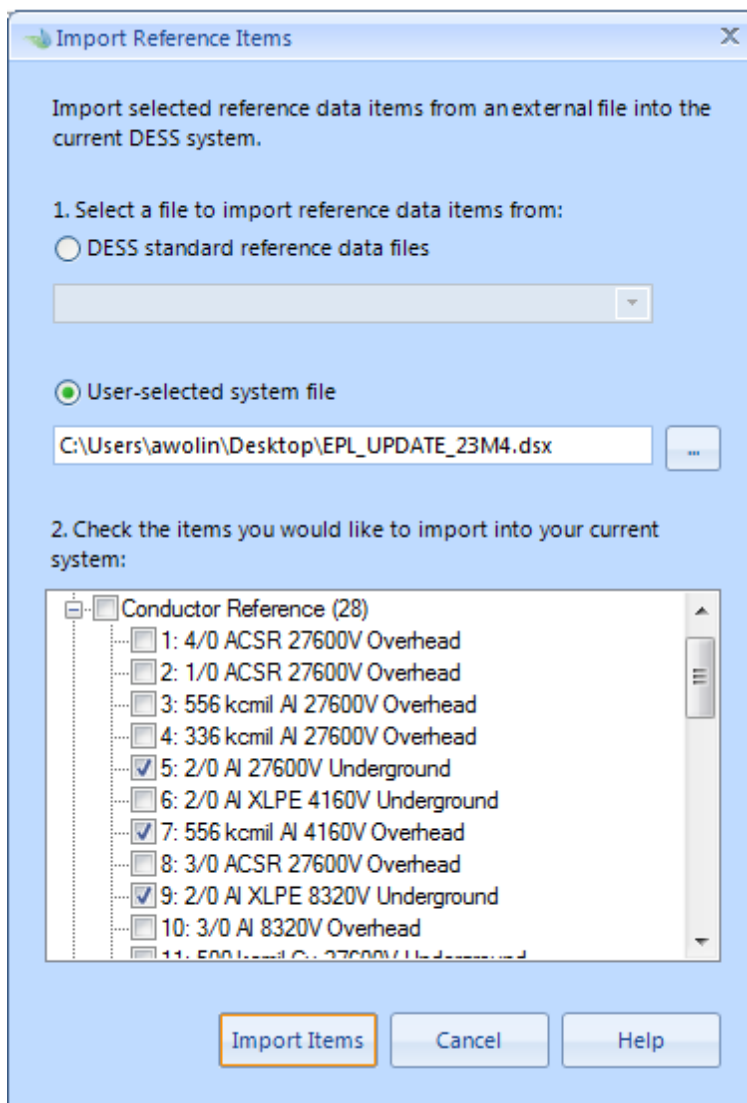 Import Reference Items
Import selected reference data items from an external file into the
current DESS system.
1. Select a file to import reference data items from:
DESS standard reference data files
User-selected system file
C:\Users\awolin\Desktop\EPL_UPDATE_23M4.dsx
...
2. Check the items you would like to import into your current
system:
Conductor Reference (28)
1: 4/0 ACSR 27600V Overhead
2: 1/0 ACSR 27600V Overhead
3: 556 kcmil Al 27600V Overhead
4: 336 kcmil Al 27600V Overhead
5: 2/0 Al 27600V Underground
6: 2/0 Al XLPE 4160V Underground
7: 556 kcmil Al 4160V Overhead
8: 3/0 ACSR 27600V Overhead
9: 2/0 Al XLPE 8320V Underground
10: 3/0 Al 8320V Overhead
11: 500 kcmil Cu 27600V Underground
Import Items Cancel Help